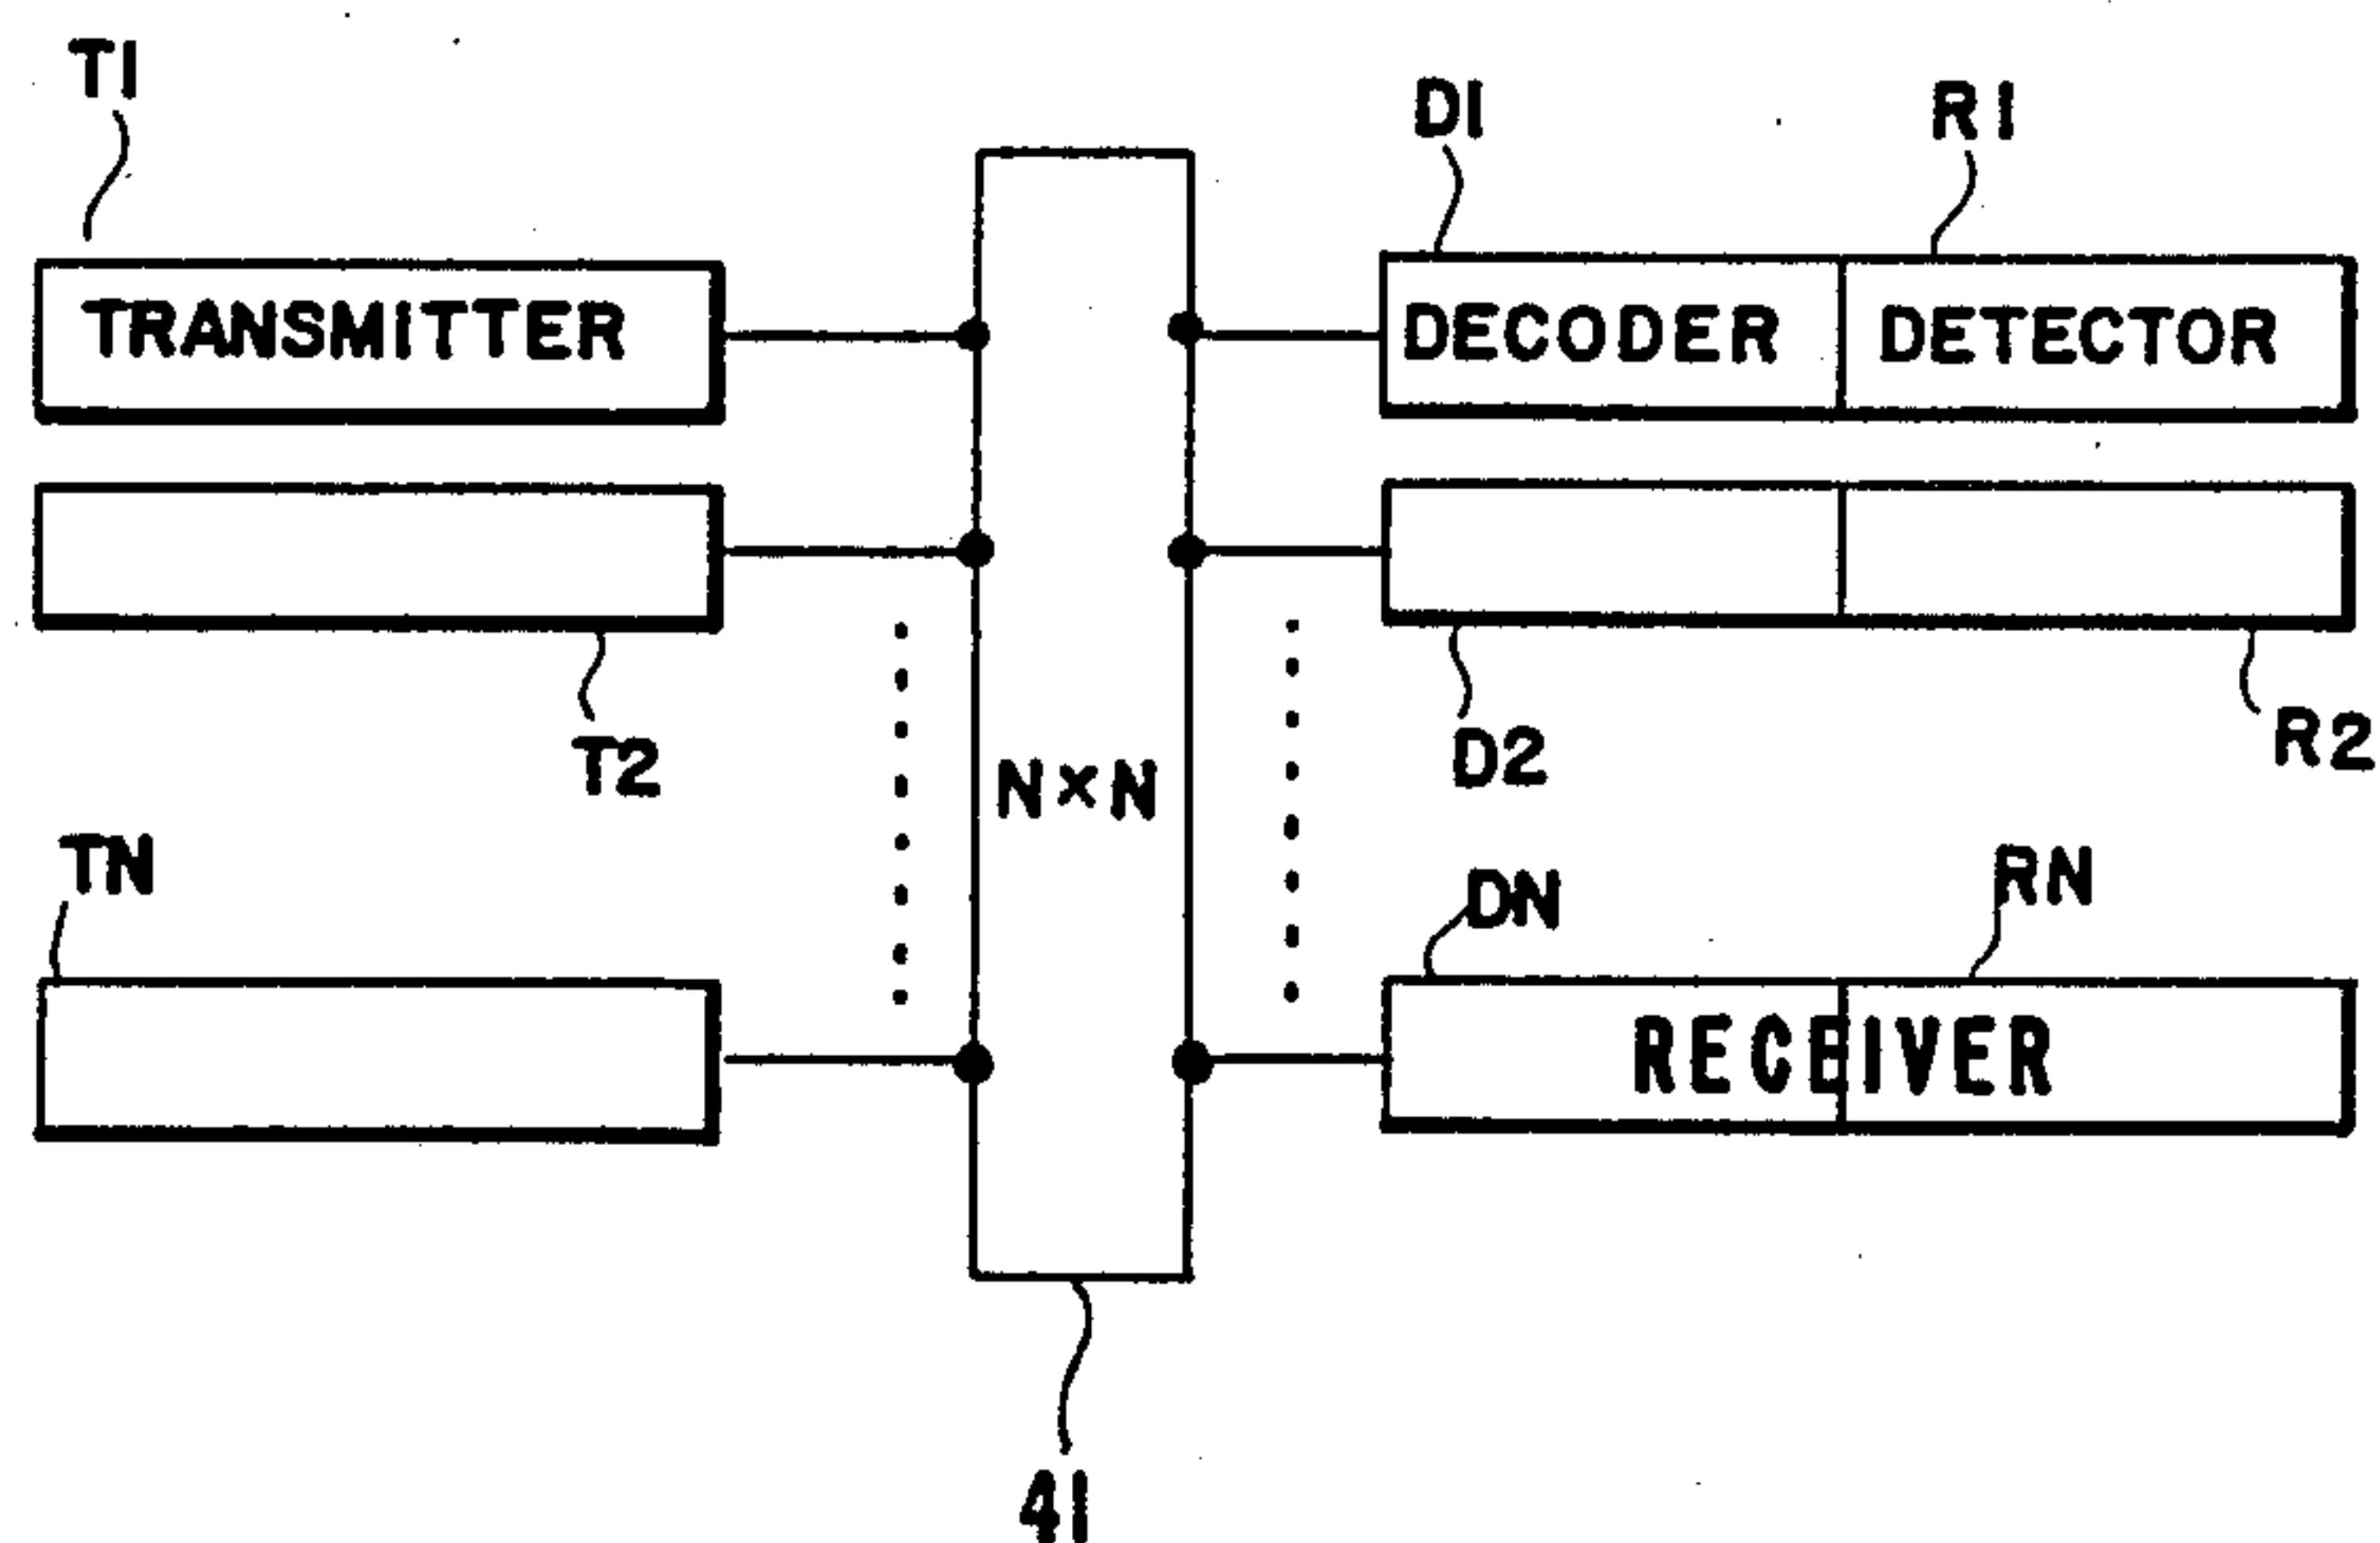 T1
D1
R1
TRANSMITTER
DECODER
DETECTOR
T2
N×N
D2
R2
TN
DN
RN
RECEIVER
41